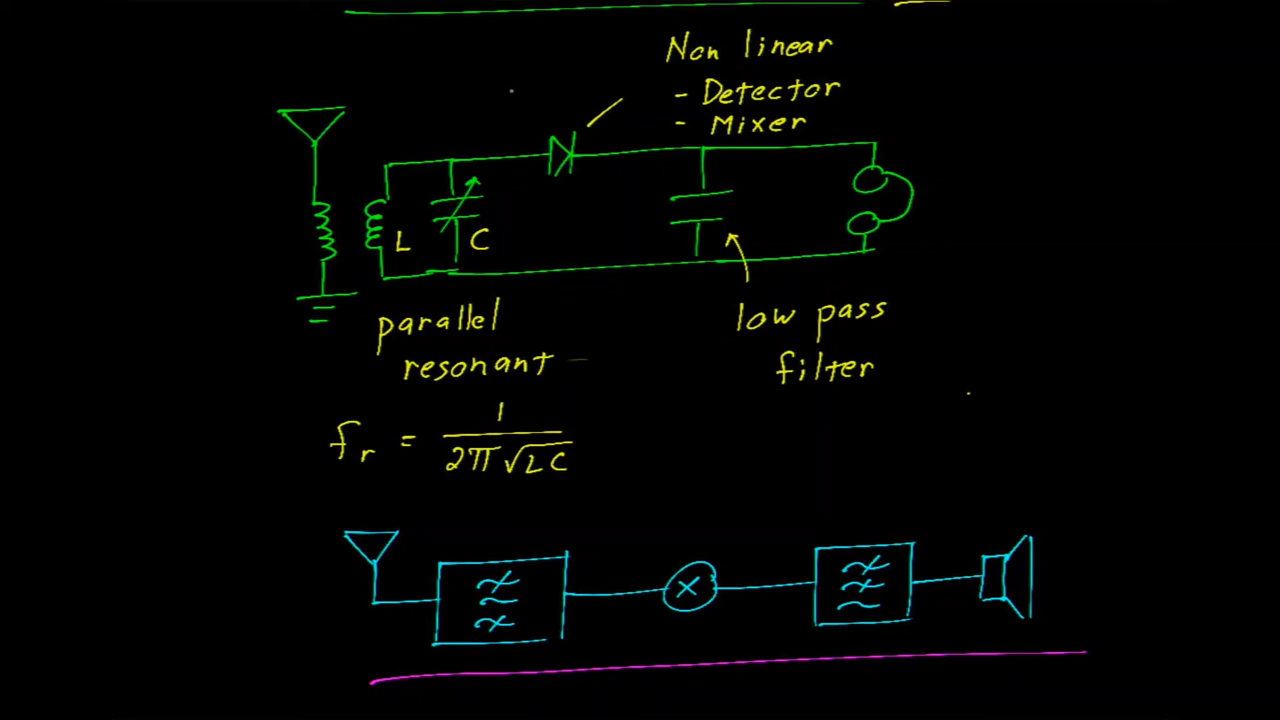 Non linear
- Detector
- Mixer
L C
parallel
resonant
low pass
filter
fr = 1 / 2π√LC